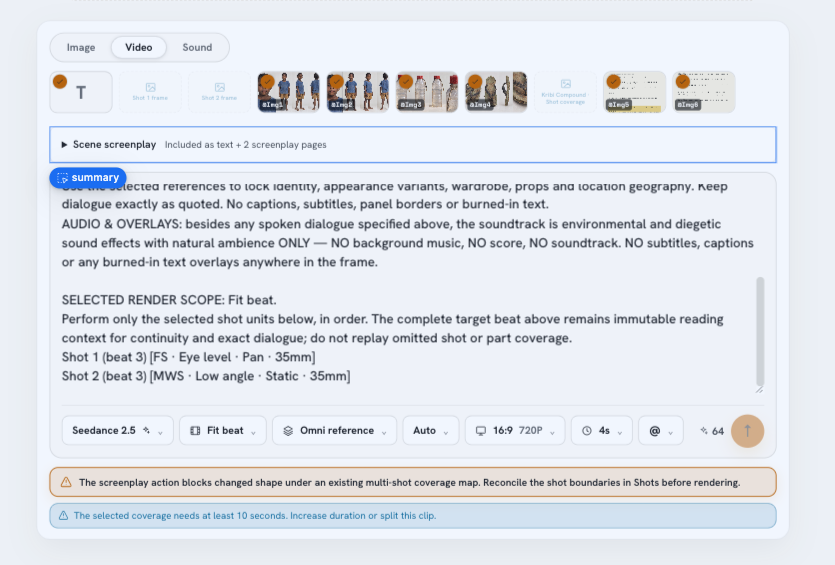 Image Video Sound
T
Shot 1 frame
Shot 2 frame
@Img1
@Img2
@Img3
@Img4
Shot coverage
@Img5
@Img6
▶ Scene screenplay Included as text + 2 screenplay pages
summary
Use the selected references to lock identity, appearance variants, wardrobe, props and location geography. Keep
dialogue exactly as quoted. No captions, subtitles, panel borders or burned-in text.
AUDIO & OVERLAYS: besides any spoken dialogue specified above, the soundtrack is environmental and diegetic
sound effects with natural ambience ONLY — NO background music, NO score, NO soundtrack. NO subtitles, captions
or any burned-in text overlays anywhere in the frame.
SELECTED RENDER SCOPE: Fit beat.
Perform only the selected shot units below, in order. The complete target beat above remains immutable reading
context for continuity and exact dialogue; do not replay omitted shot or part coverage.
Shot 1 (beat 3) [FS · Eye level · Pan · 35mm]
Shot 2 (beat 3) [MWS · Low angle · Static · 35mm]
Seedance 2.5 Fit beat Omni reference Auto 16:9 720P 4s @ 64
The screenplay action blocks changed shape under an existing multi-shot coverage map. Reconcile the shot boundaries in Shots before rendering.
The selected coverage needs at least 10 seconds. Increase duration or split this clip.